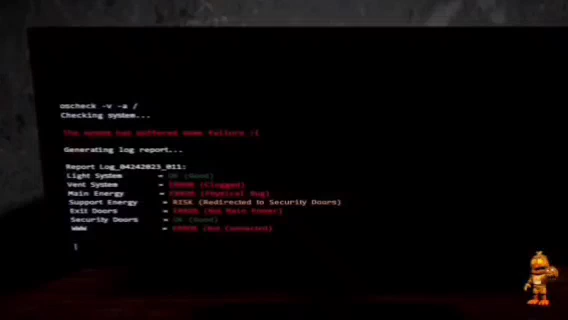 oscheck -v -a /
Checking system...
The system has suffered some failure :(
Generating log report...
Report Log_04242023_011:
Light System = OK (Good)
Vent System = ERROR (Clogged)
Main Energy = ERROR (Physical Bug)
Support Energy = RISK (Redirected to Security Doors)
Exit Doors = ERROR (Not Main Energy)
Security Doors = OK (Good)
WWW = ERROR (Not Connected)